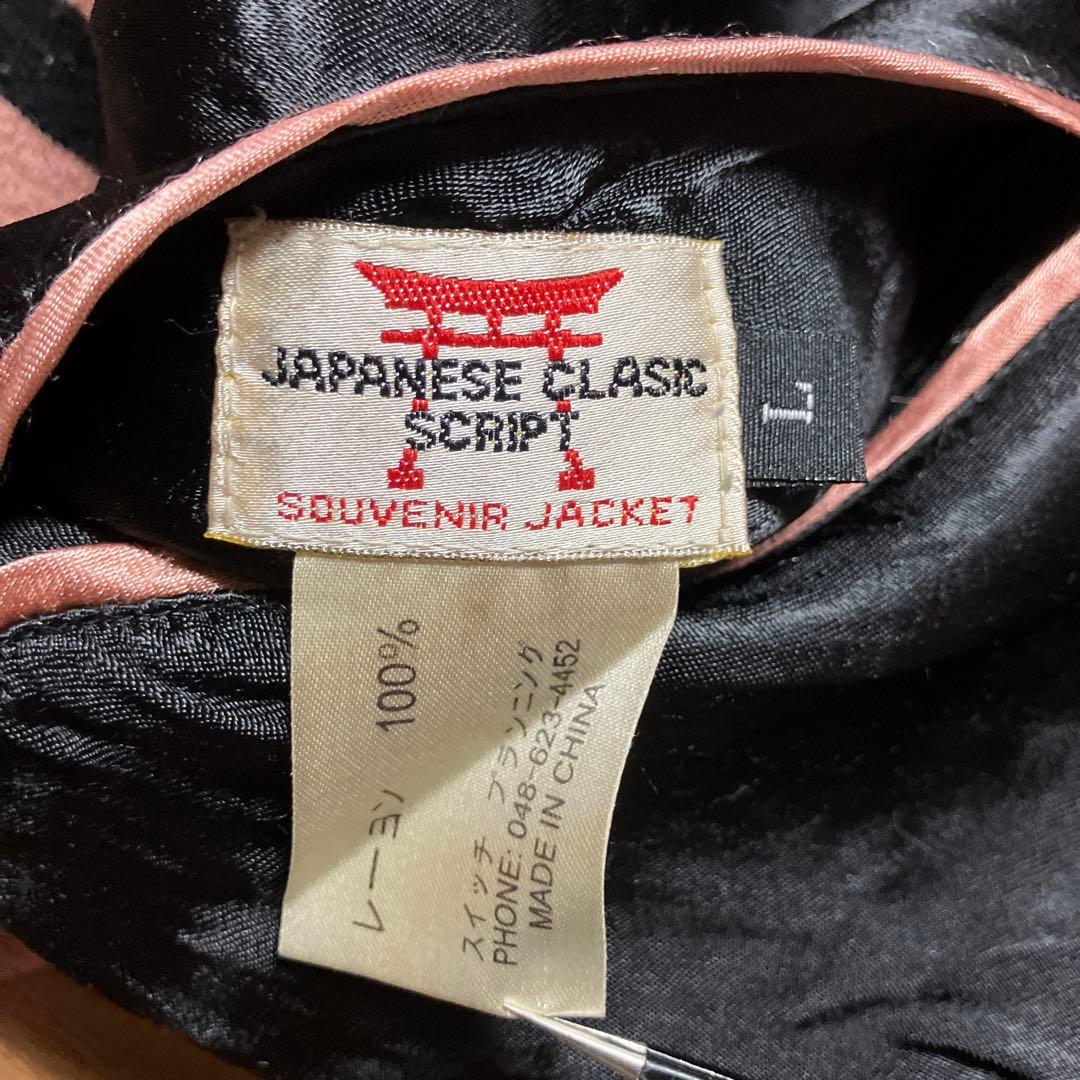 JAPANESE CLASIC
SCRIPT
SOUVENIR JACKET
L
レーヨン 100%
スイッチ プランニング
PHONE: 048-623-4452
MADE IN CHINA